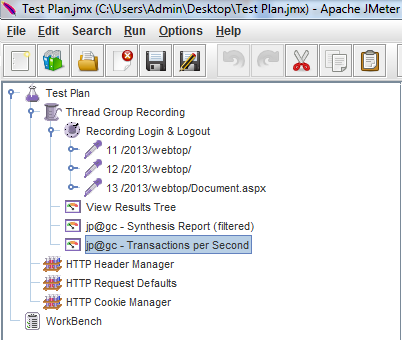 Test Plan.jmx (C:\Users\Admin\Desktop\Test Plan.jmx) - Apache JMeter
File Edit Search Run Options Help
Test Plan
Thread Group Recording
Recording Login & Logout
11 /2013/webtop/
12 /2013/webtop/
13 /2013/webtop/Document.aspx
View Results Tree
jp@gc - Synthesis Report (filtered)
jp@gc - Transactions per Second
HTTP Header Manager
HTTP Request Defaults
HTTP Cookie Manager
WorkBench